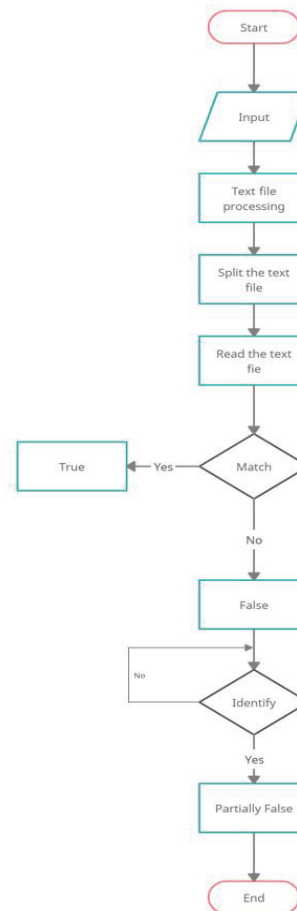 Start
Input
Text file
processing
Split the text
file
Read the text
fie
True
Yes
Match
No
False
No
Identify
Yes
Partially False
End